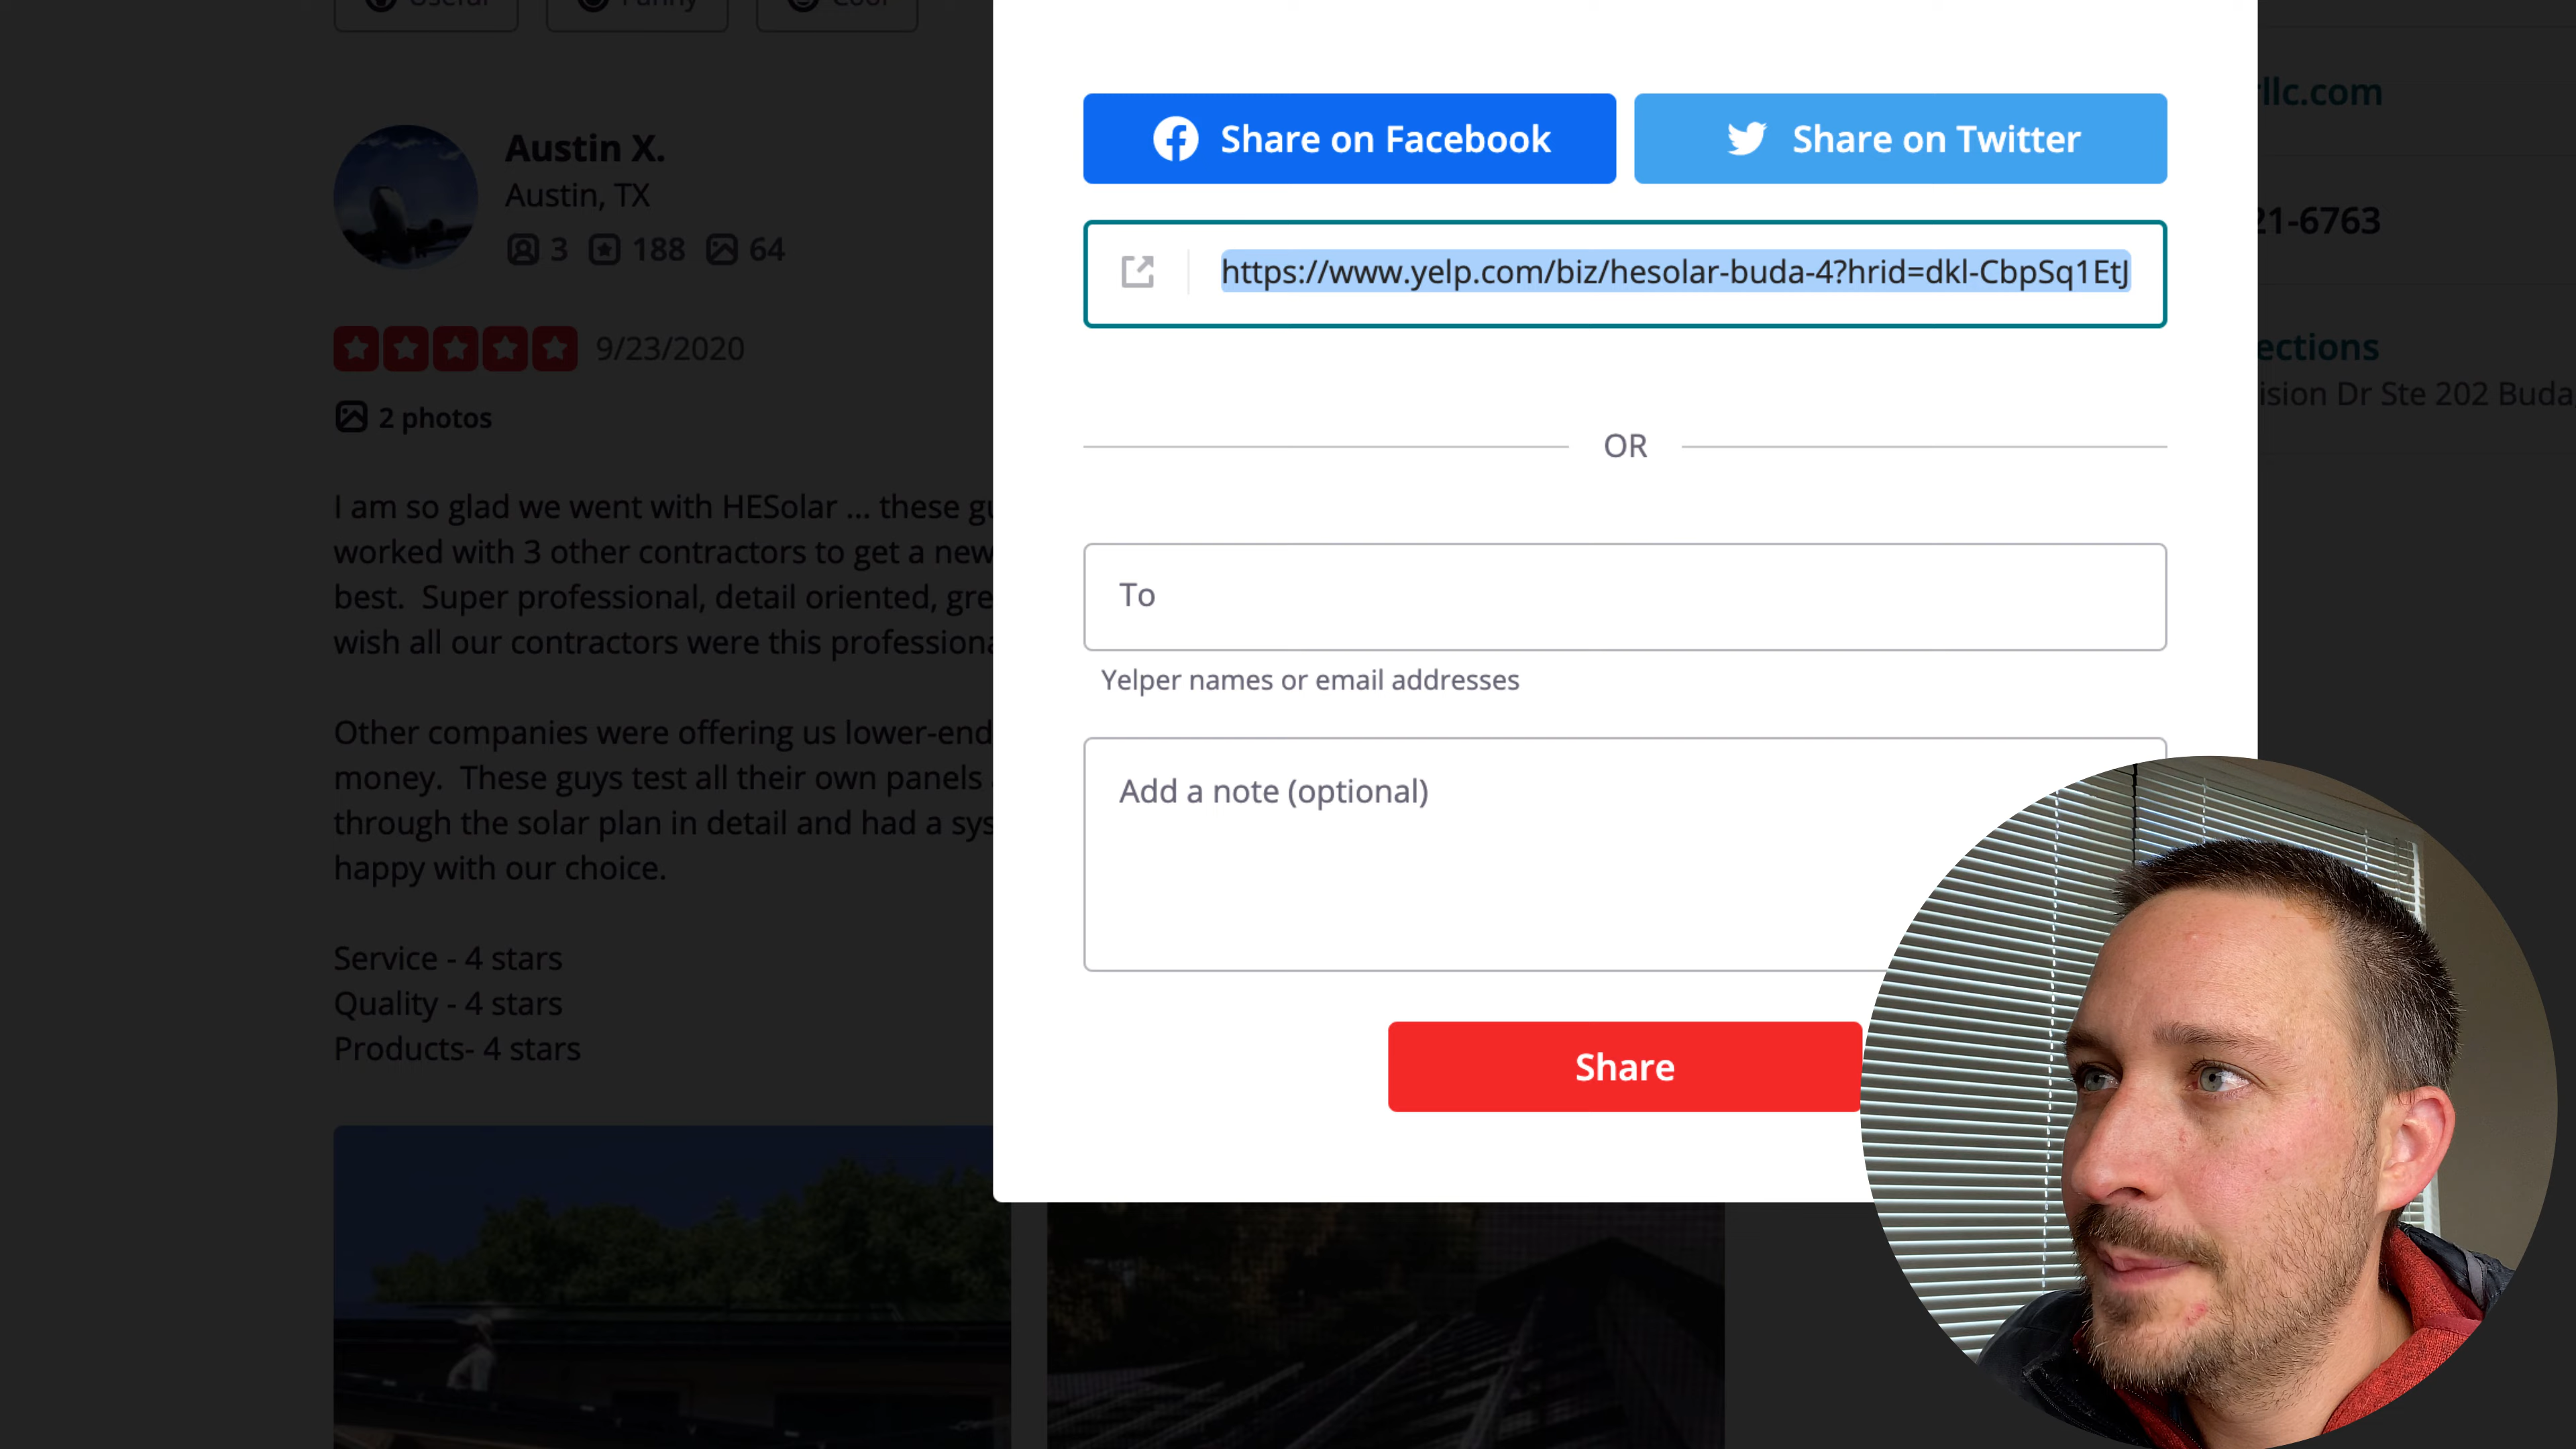 Useful
Funny
Cool
Austin X.
Austin, TX
3 188 64
9/23/2020
2 photos
I am so glad we went with HESolar ... these
worked with 3 other contractors to get a new
best.  Super professional, detail oriented,
wish all our contractors were this
Other companies were offering us lower-end
money.  These guys test all their own panels
through the solar plan in detail and had a
happy with our choice.
Service - 4 stars
Quality - 4 stars
Products- 4 stars
Share on Facebook
Share on Twitter
https://www.yelp.com/biz/hesolar-buda-4?hrid=dkl-CbpSq1EtJ
OR
To
Yelper names or email addresses
Add a note (optional)
Share
llc.com
21-6763
ections
ision Dr Ste 202 Buda